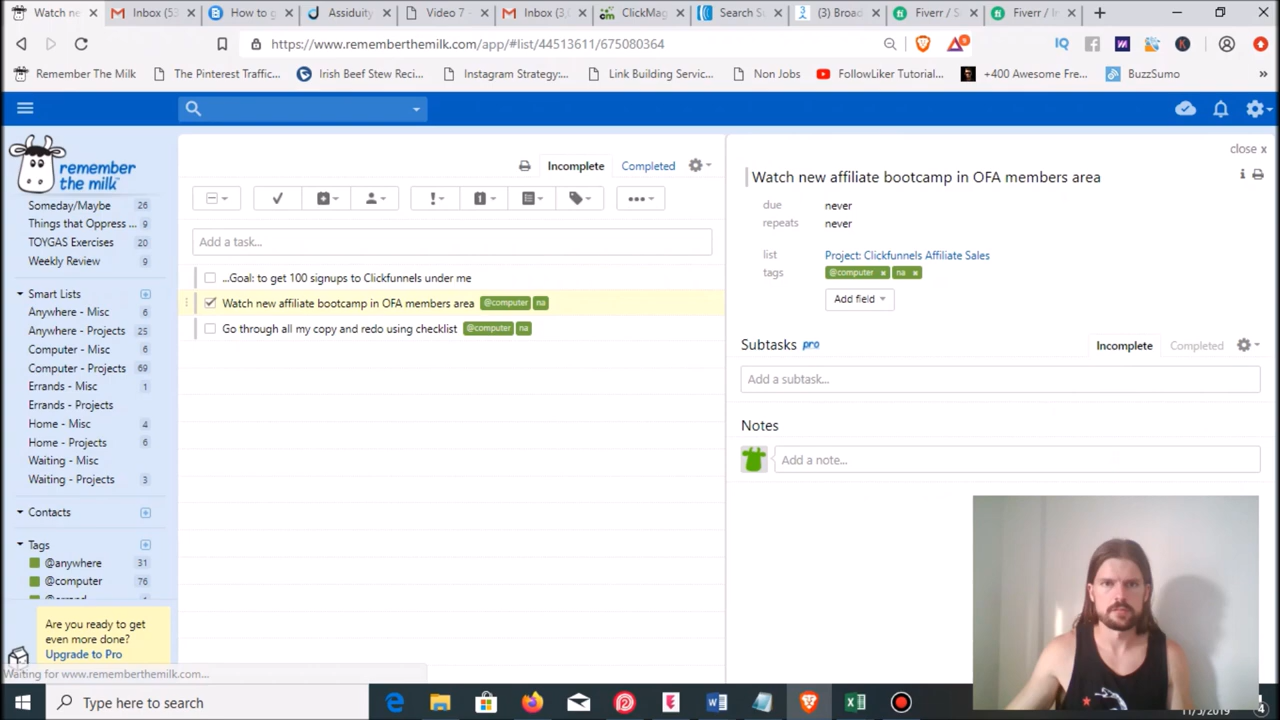 Watch ne
Inbox (53
How to g
Assiduity
Video 7 -
Inbox (3,
ClickMag
Search Su
(3) Broad
Fiverr / S
Fiverr / In
https://www.rememberthemilk.com/app/#list/44513611/675080364
Remember The Milk
The Pinterest Traffic...
Irish Beef Stew Reci...
Instagram Strategy:...
Link Building Servic...
Non Jobs
FollowLiker Tutorial...
+400 Awesome Fre...
BuzzSumo
remember
the milk
Someday/Maybe 26
Things that Oppress ... 9
TOYGAS Exercises 20
Weekly Review 9
Smart Lists
Anywhere - Misc 6
Anywhere - Projects 25
Computer - Misc 6
Computer - Projects 69
Errands - Misc 1
Errands - Projects
Home - Misc 4
Home - Projects 6
Waiting - Misc
Waiting - Projects 3
Contacts
Tags
@anywhere 31
@computer 76
Are you ready to get
even more done?
Upgrade to Pro
Waiting for www.rememberthemilk.com...
Incomplete Completed
Add a task...
...Goal: to get 100 signups to Clickfunnels under me
Watch new affiliate bootcamp in OFA members area @computer na
Go through all my copy and redo using checklist @computer na
close x
Watch new affiliate bootcamp in OFA members area
due never
repeats never
list Project: Clickfunnels Affiliate Sales
tags @computer x na x
Add field
Subtasks pro
Incomplete Completed
Add a subtask...
Notes
Add a note...
Type here to search
11/5/2019
4